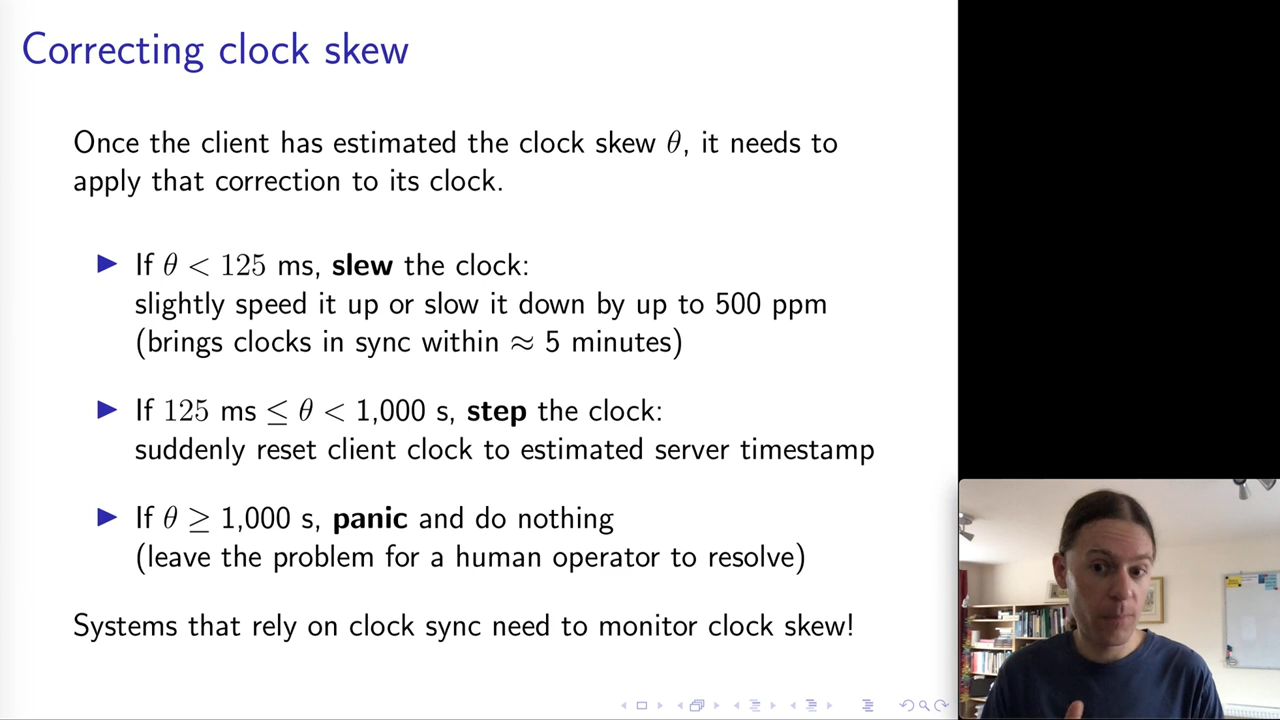 Correcting clock skew
Once the client has estimated the clock skew θ, it needs to
apply that correction to its clock.
▶ If θ < 125 ms, slew the clock:
slightly speed it up or slow it down by up to 500 ppm
(brings clocks in sync within ≈ 5 minutes)
▶ If 125 ms ≤ θ < 1,000 s, step the clock:
suddenly reset client clock to estimated server timestamp
▶ If θ ≥ 1,000 s, panic and do nothing
(leave the problem for a human operator to resolve)
Systems that rely on clock sync need to monitor clock skew!